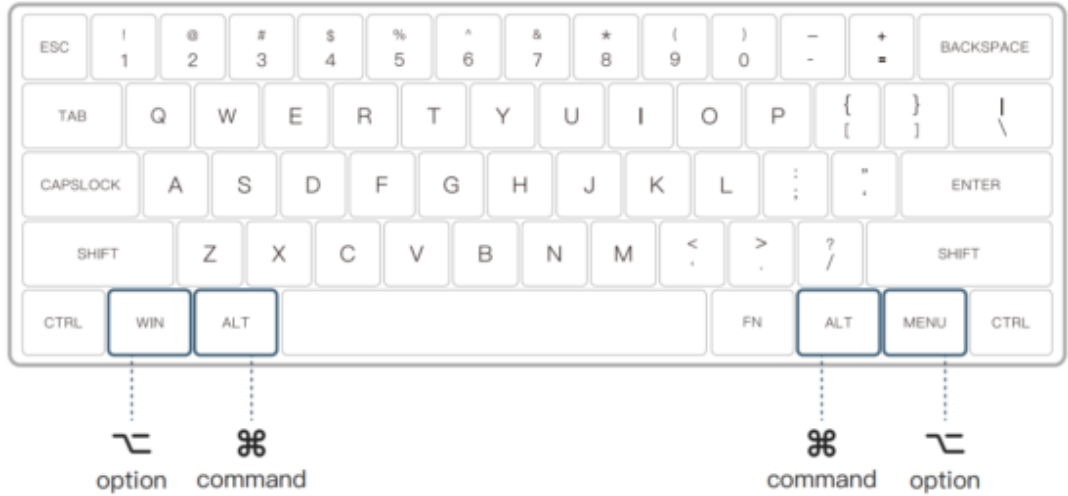 ESC ! 1 @ 2 # 3 $ 4 % 5 ^ 6 & 7 * 8 ( 9 ) 0 — - + = BACKSPACE
TAB Q W E R T Y U I O P { [ } ] | \
CAPSLOCK A S D F G H J K L : ; " ' ENTER
SHIFT Z X C V B N M < , > . ? / SHIFT
CTRL WIN ALT FN ALT MENU CTRL
⌥ ⌘ ⌘ ⌥
option command command option